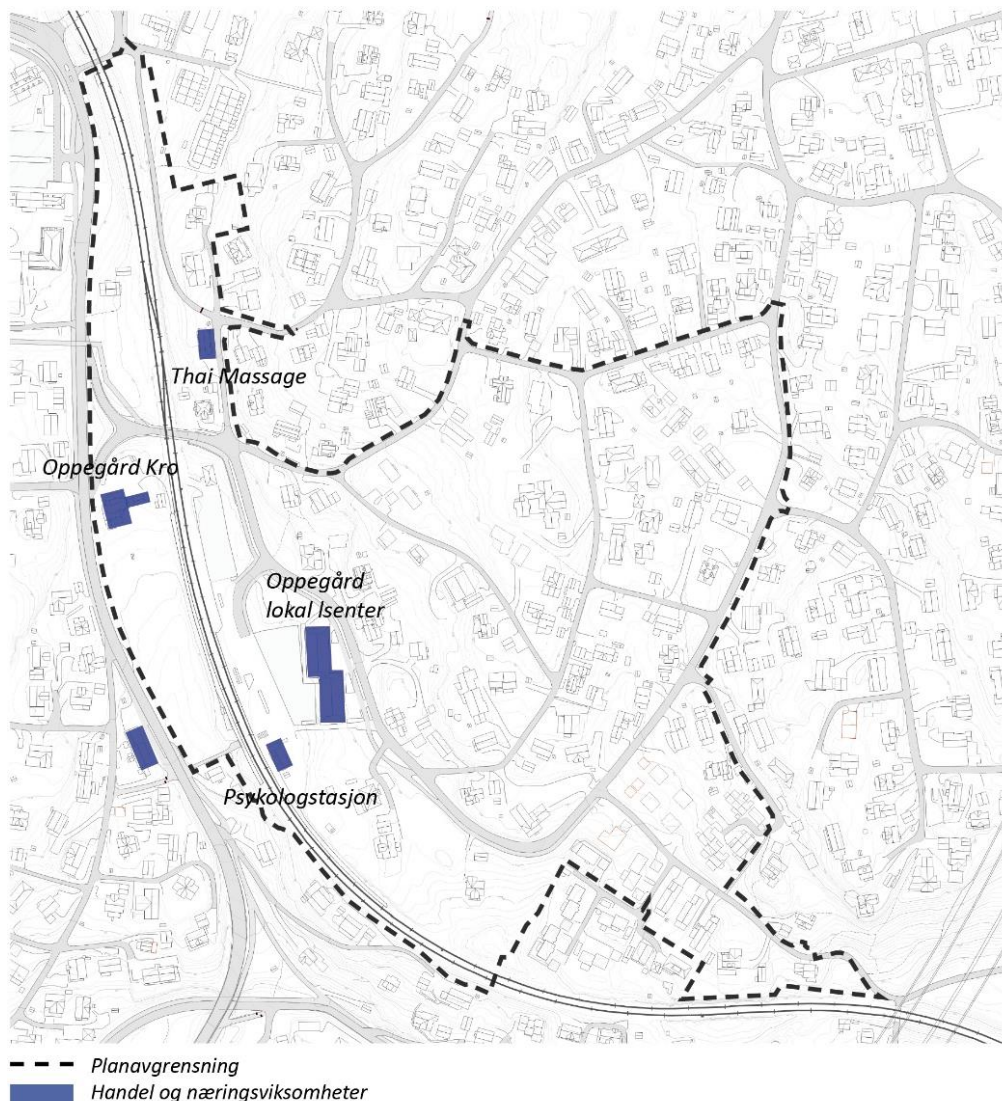 Thai Massage
Oppegård Kro
Oppegård
lokal Isenter
Psykologstasjon
Planavgrensning
Handel og næringsviksomheter